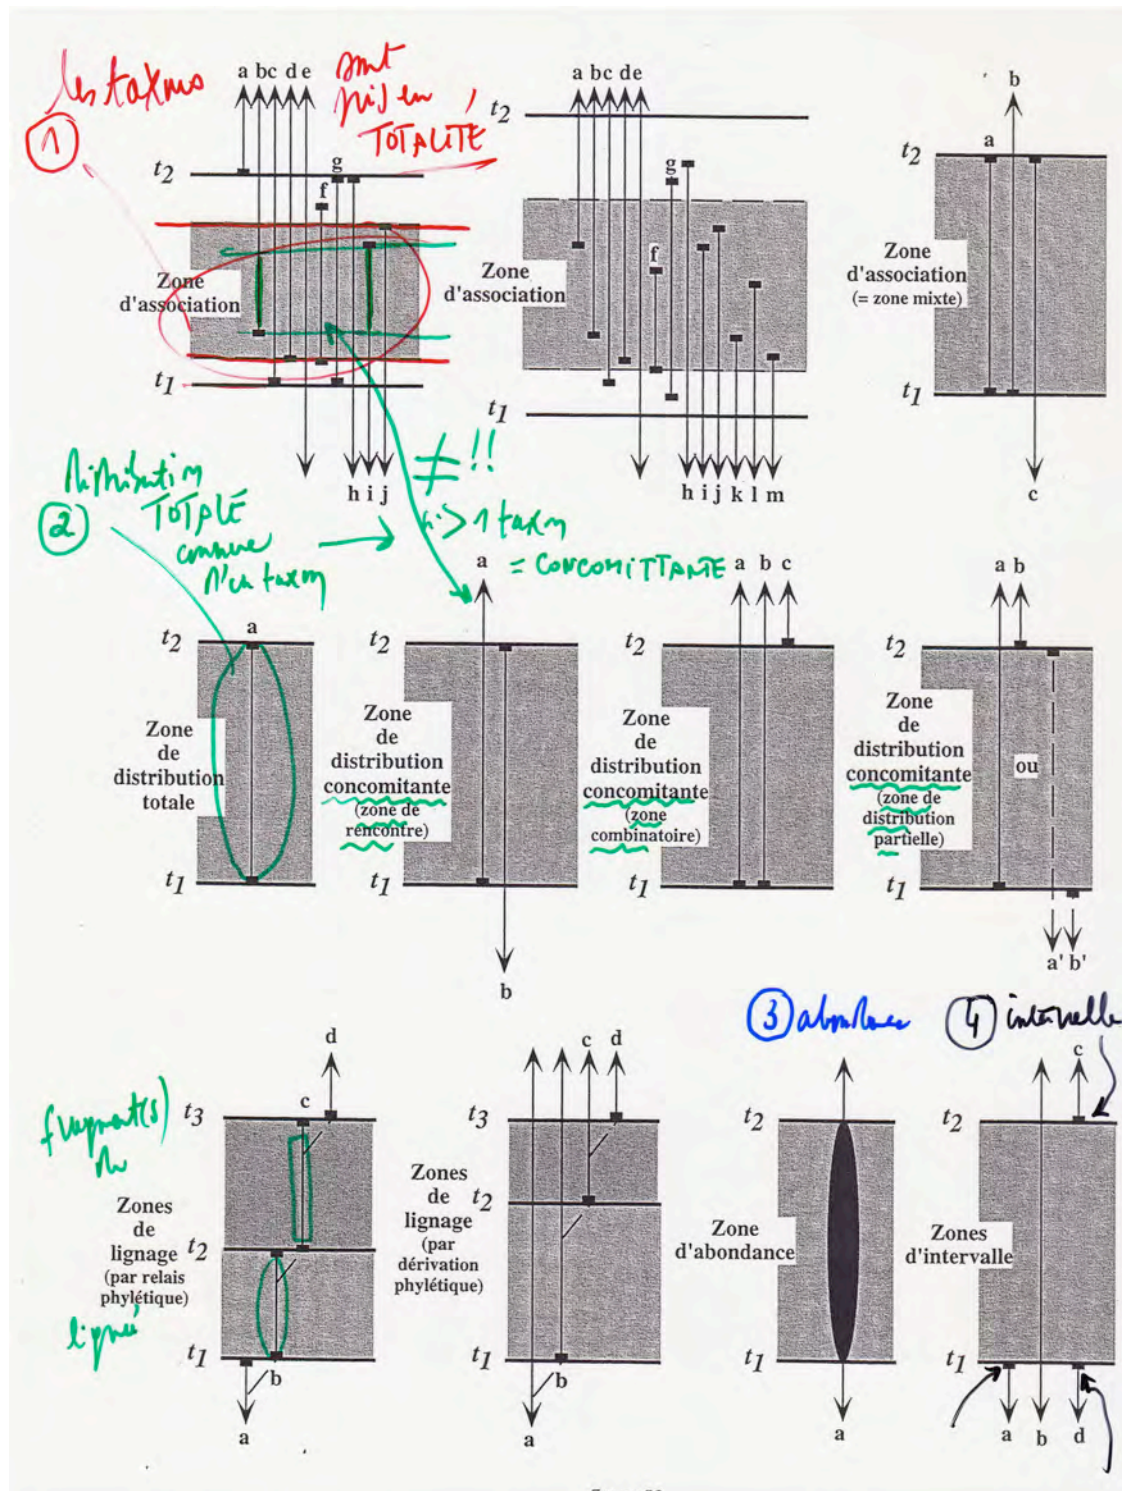 les taxons
sont
pris en
TOTALITÉ
1
a bc d e
t2
g
f
Zone
d'association
t1
h i j
a bc de
t2
g
f
Zone
d'association
t1
h i j k l m
b
a
t2
Zone
d'association
(= zone mixte)
t1
c
Distribution
TOTALE
connue
d'un taxon
2
≠ !!
si > 1 taxon
= CONCOMITTANTE
a
t2
Zone
de
distribution
totale
t1
a
t2
Zone
de
distribution
concomitante
(zone de
rencontre)
t1
b
a b c
t2
Zone
de
distribution
concomitante
(zone
combinatoire)
t1
a b
t2
Zone
de
distribution
concomitante
(zone de
distribution
partielle)
ou
t1
a' b'
fragment(s)
de
lignée
d
c
t3
Zones
de
lignage
(par relais
phylétique)
t2
t1
b
a
c d
t3
Zones
de
lignage
(par
dérivation
phylétique)
t2
t1
b
a
3 abondance
t2
Zone
d'abondance
t1
a
4 intervalle
c
t2
Zones
d'intervalle
t1
a b d